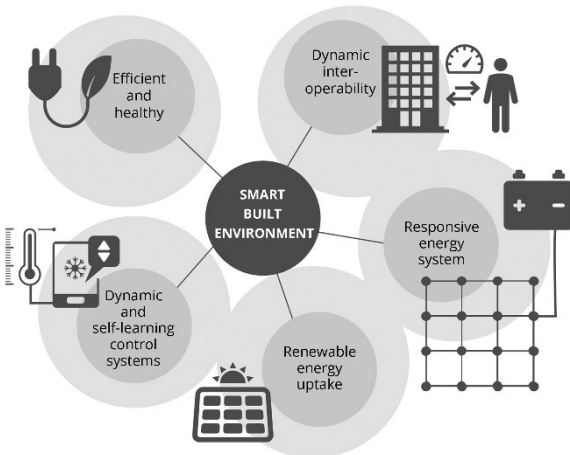 Efficient
and
healthy
Dynamic
inter-
operability
SMART
BUILT
ENVIRONMENT
Responsive
energy
system
+ -
Dynamic
and
self-learning
control
systems
Renewable
energy
uptake